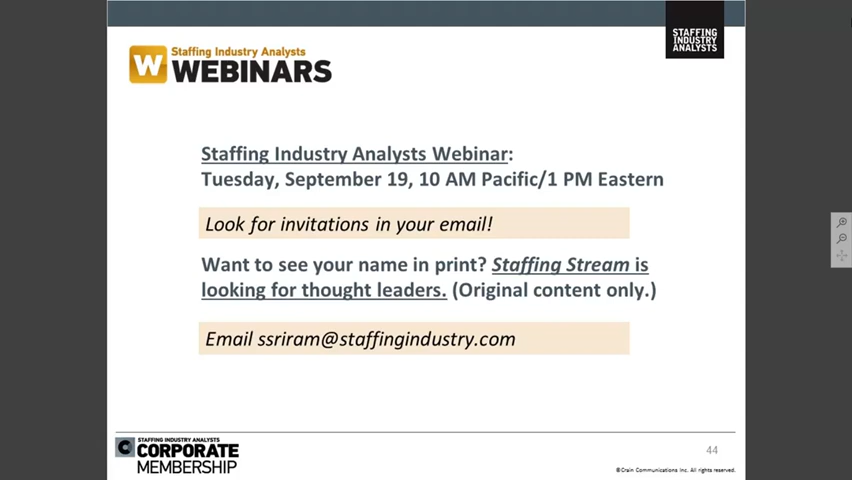 STAFFING
INDUSTRY
ANALYSTS
W
Staffing Industry Analysts
WEBINARS
Staffing Industry Analysts Webinar:
Tuesday, September 19, 10 AM Pacific/1 PM Eastern
Look for invitations in your email!
Want to see your name in print? Staffing Stream is
looking for thought leaders. (Original content only.)
Email ssriram@staffingindustry.com
C
STAFFING INDUSTRY ANALYSTS
CORPORATE
MEMBERSHIP
44
©Crain Communications Inc. All rights reserved.